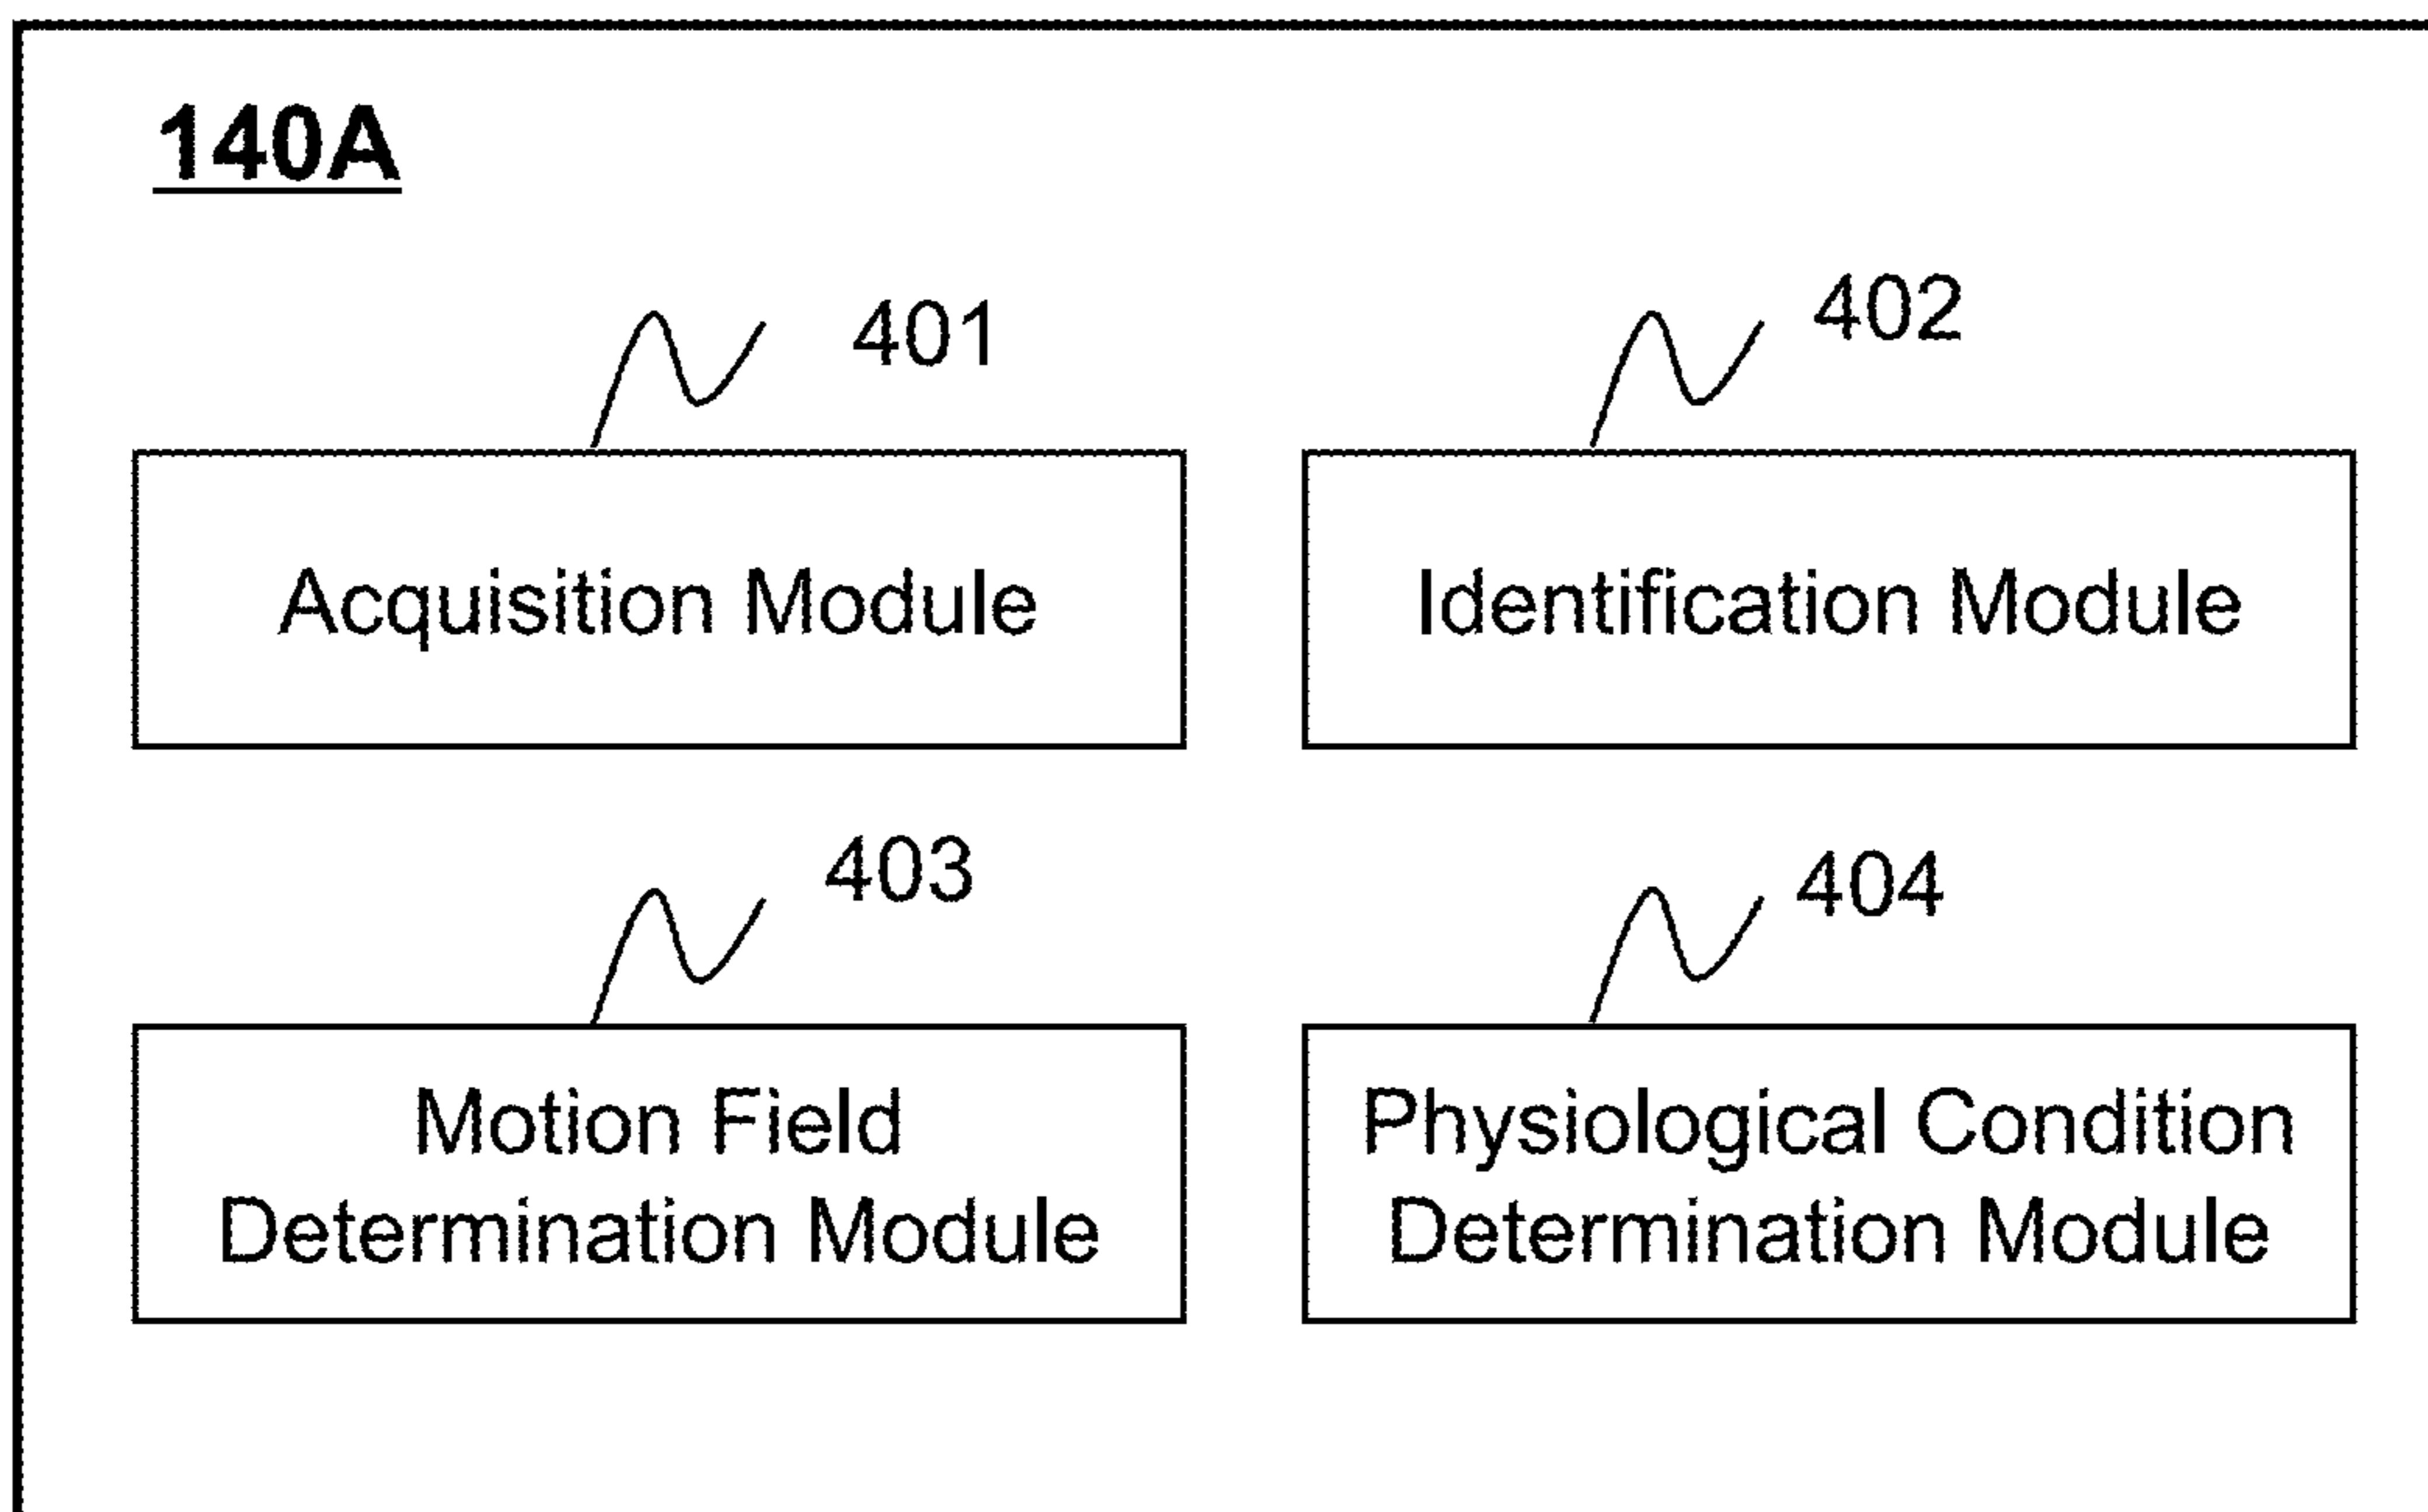 140A
401
402
Acquisition Module
Identification Module
403
404
Motion Field
Determination Module
Physiological Condition
Determination Module